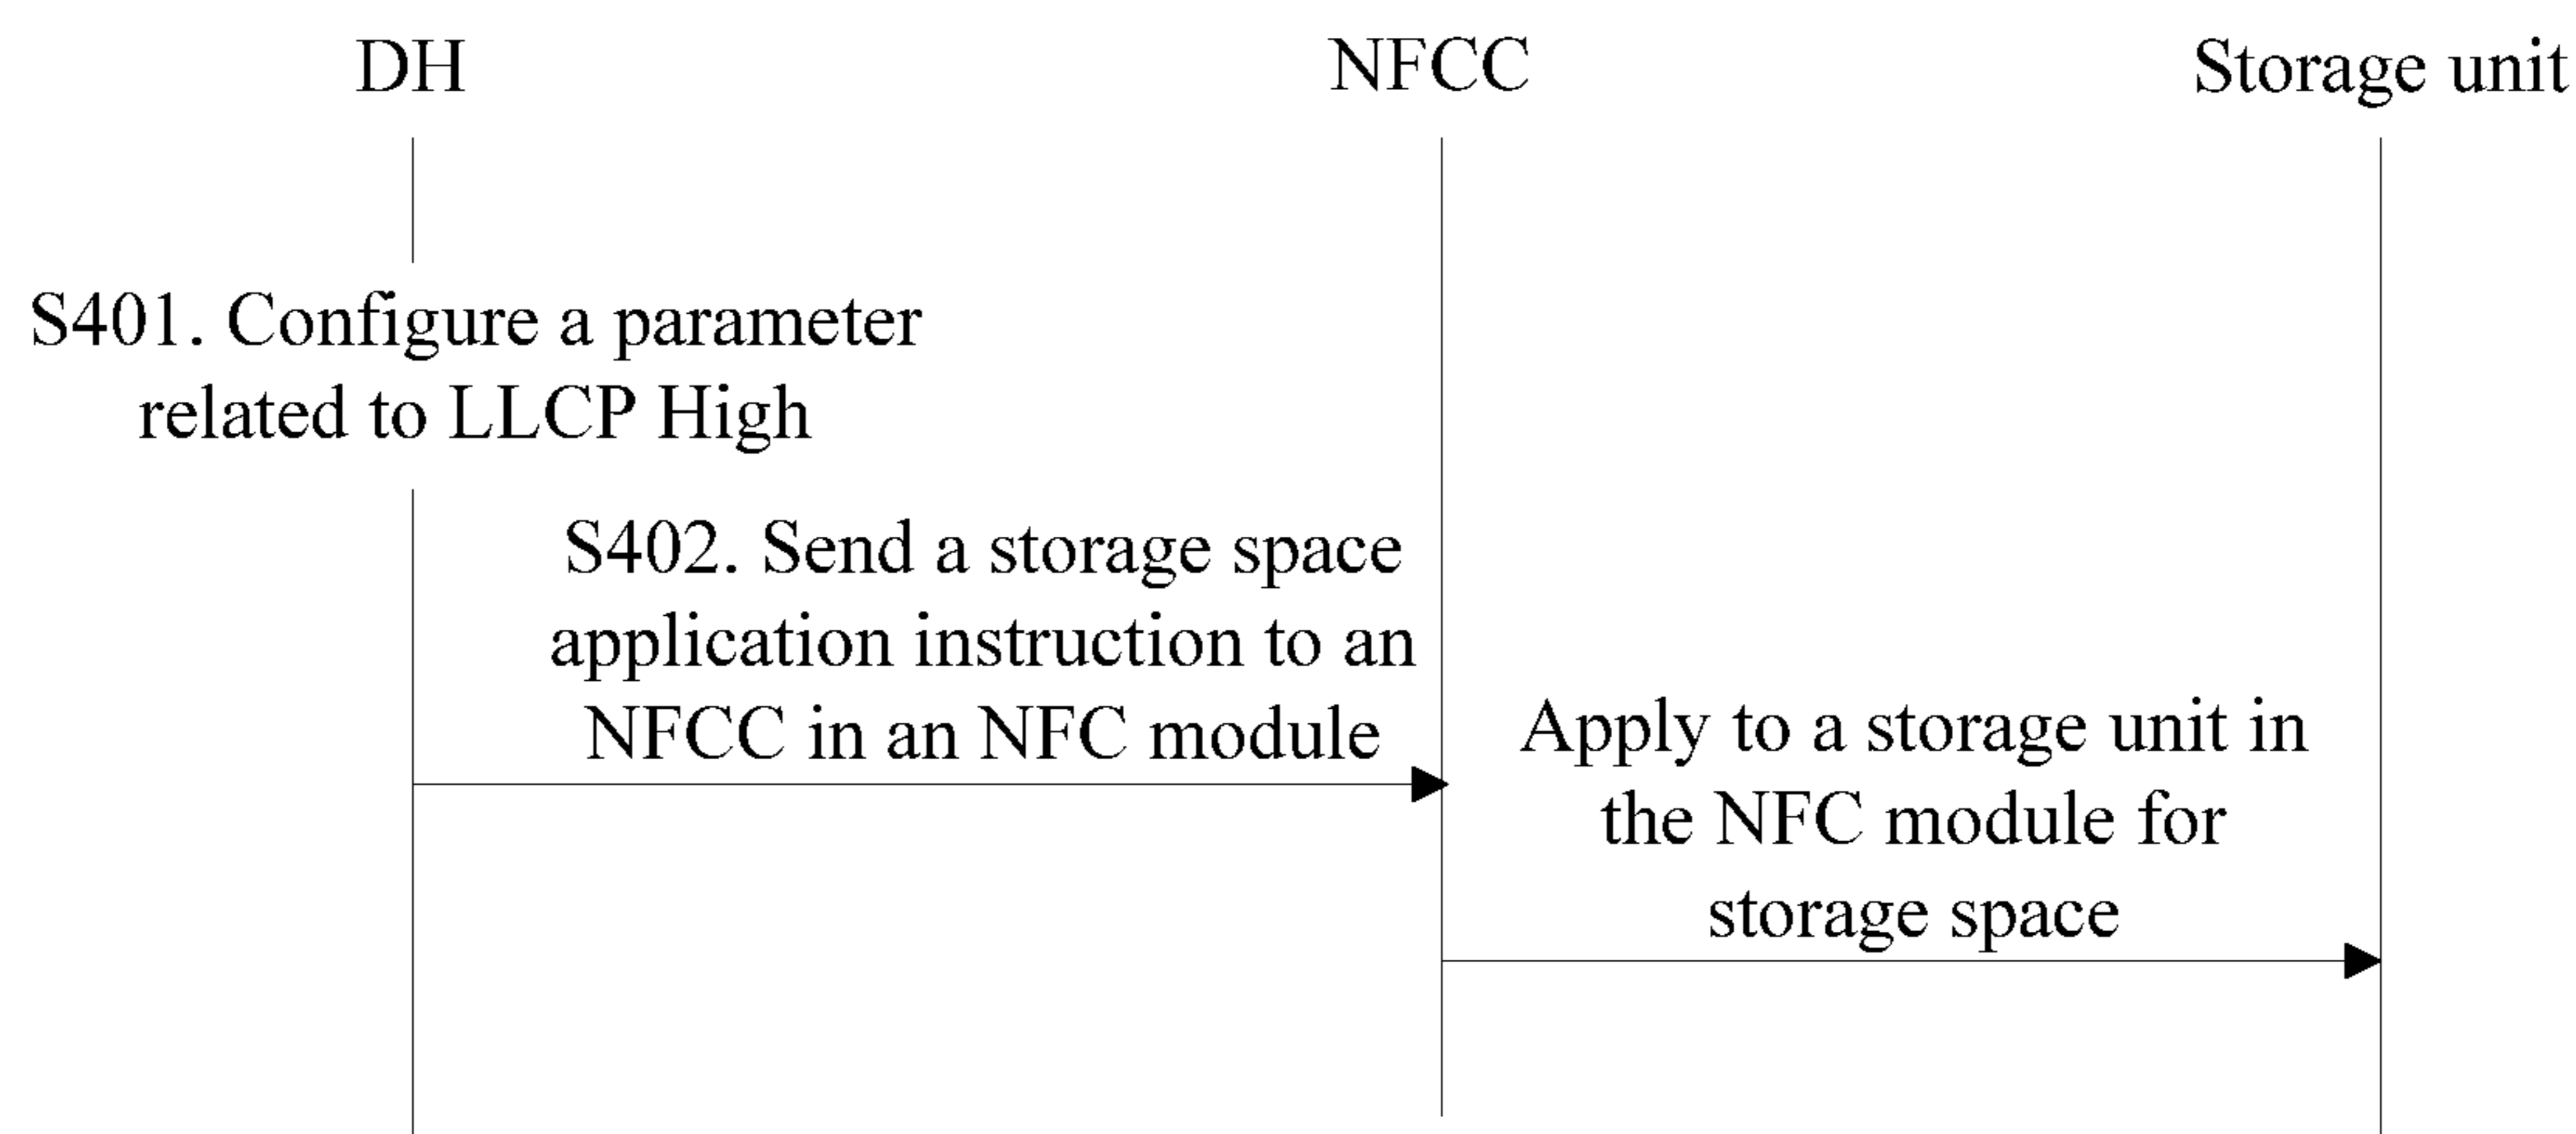 DH
NFCC
Storage unit
S401. Configure a parameter
related to LLCP High
S402. Send a storage space
application instruction to an
NFCC in an NFC module
Apply to a storage unit in
the NFC module for
storage space